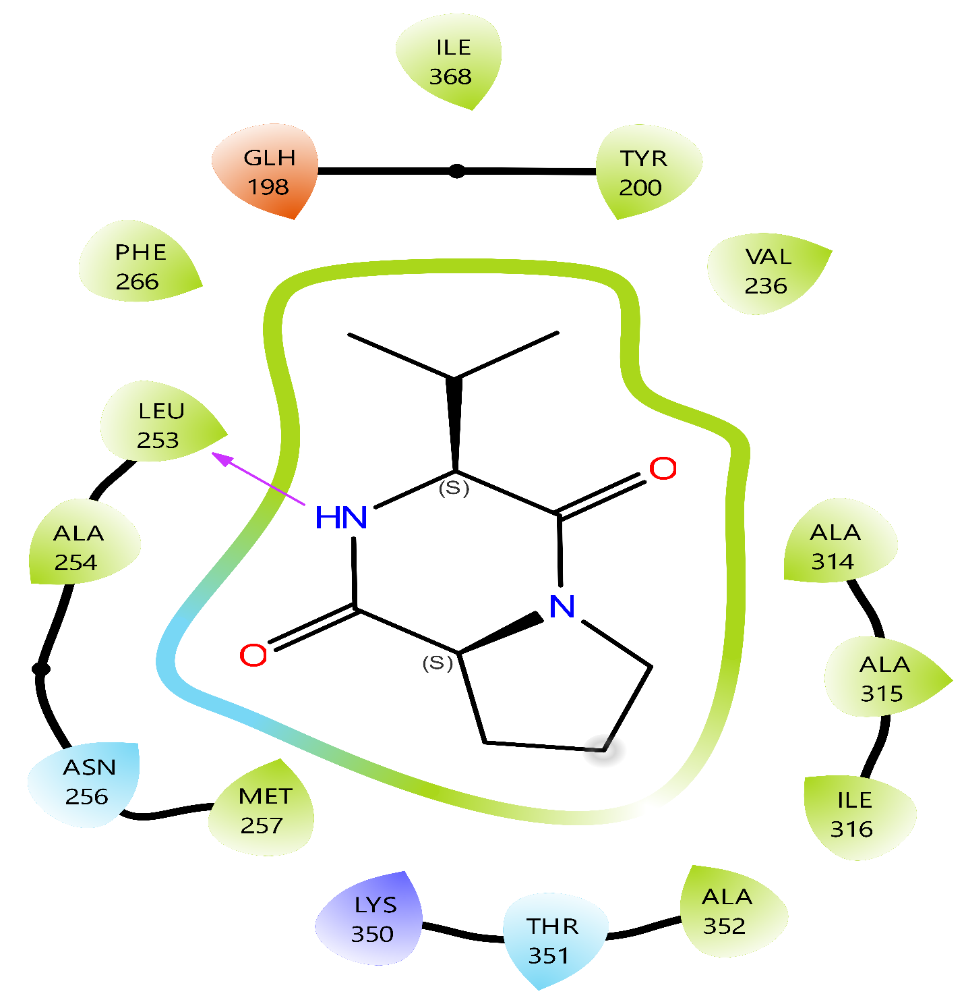 ILE
368
GLH
198
TYR
200
PHE
266
VAL
236
LEU
253
O
(S)
HN
ALA
254
ALA
314
N
O
(S)
ALA
315
ASN
256
MET
257
ILE
316
LYS
350
THR
351
ALA
352